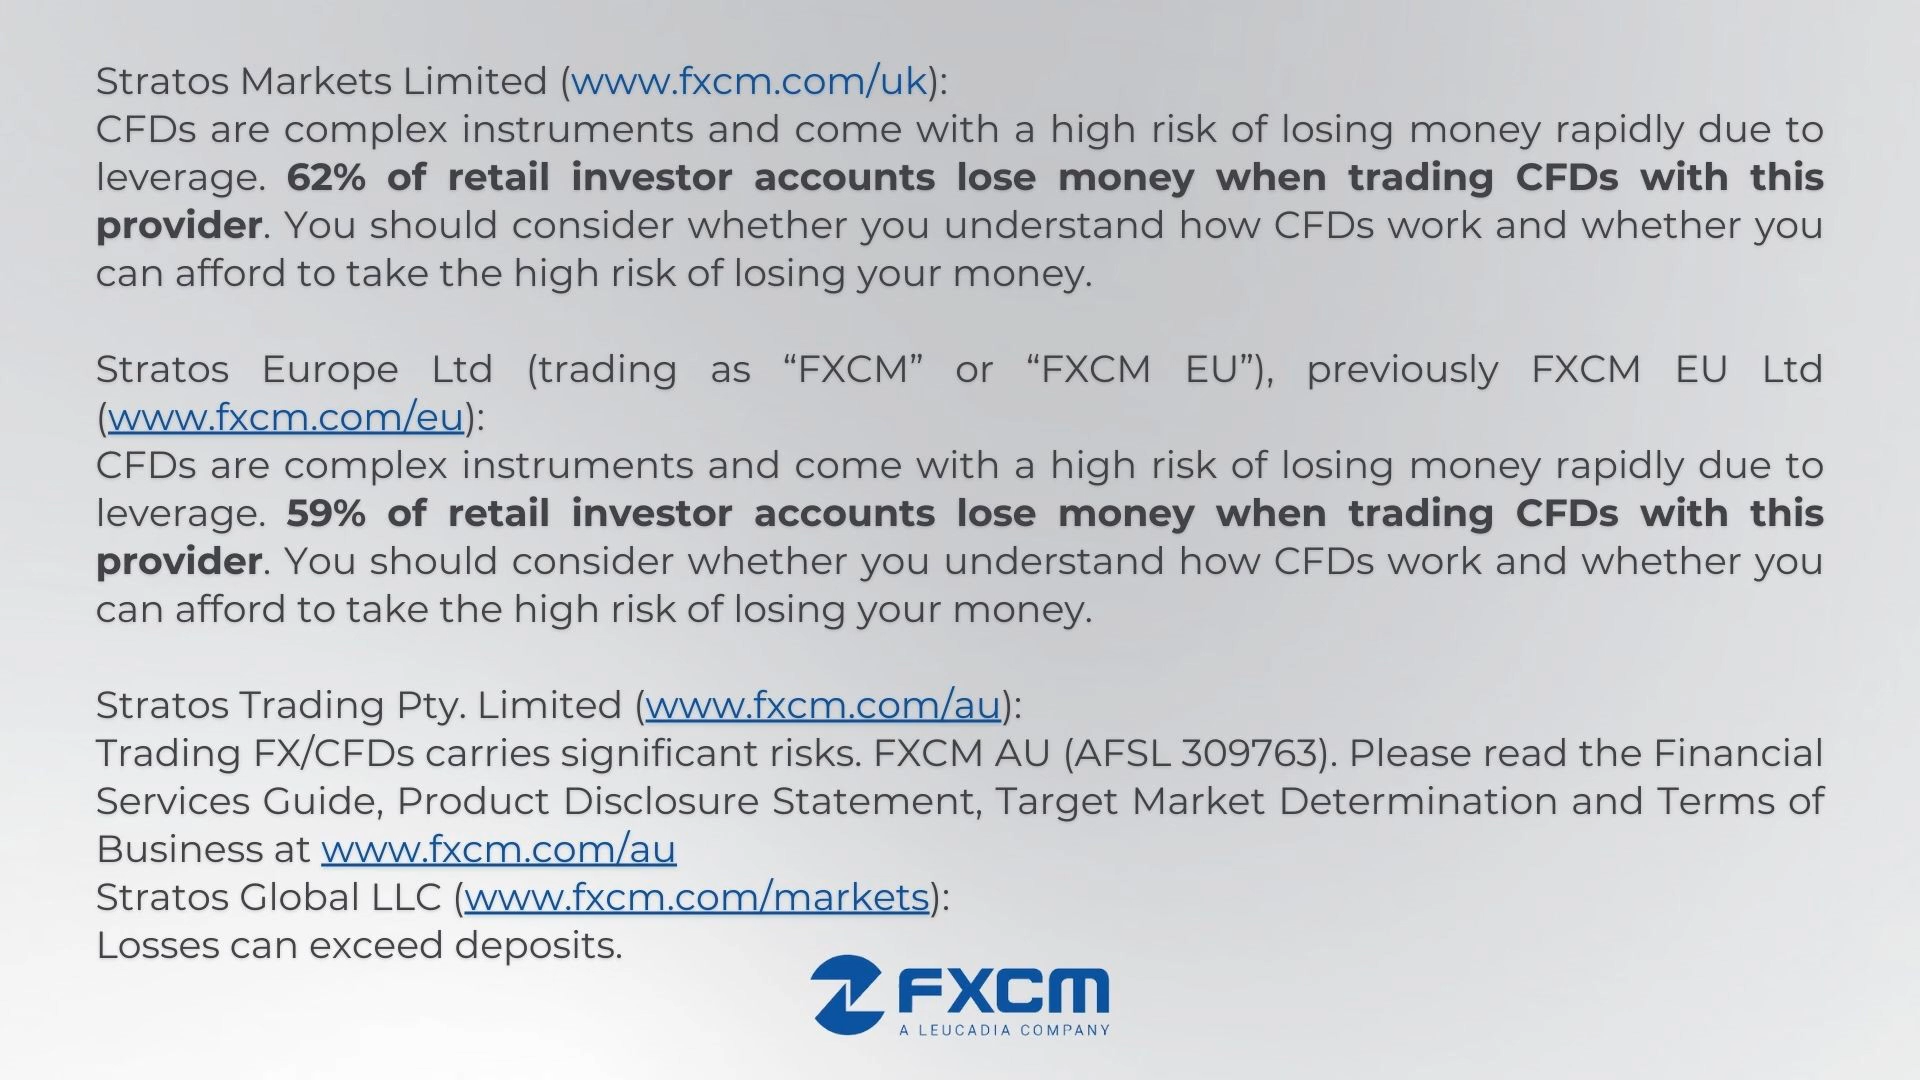 Stratos Markets Limited (www.fxcm.com/uk):
CFDs are complex instruments and come with a high risk of losing money rapidly due to
leverage. 62% of retail investor accounts lose money when trading CFDs with this
provider. You should consider whether you understand how CFDs work and whether you
can afford to take the high risk of losing your money.
Stratos Europe Ltd (trading as “FXCM” or “FXCM EU”), previously FXCM EU Ltd
(www.fxcm.com/eu):
CFDs are complex instruments and come with a high risk of losing money rapidly due to
leverage. 59% of retail investor accounts lose money when trading CFDs with this
provider. You should consider whether you understand how CFDs work and whether you
can afford to take the high risk of losing your money.
Stratos Trading Pty. Limited (www.fxcm.com/au):
Trading FX/CFDs carries significant risks. FXCM AU (AFSL 309763). Please read the Financial
Services Guide, Product Disclosure Statement, Target Market Determination and Terms of
Business at www.fxcm.com/au
Stratos Global LLC (www.fxcm.com/markets):
Losses can exceed deposits.
FXCM
A LEUCADIA COMPANY